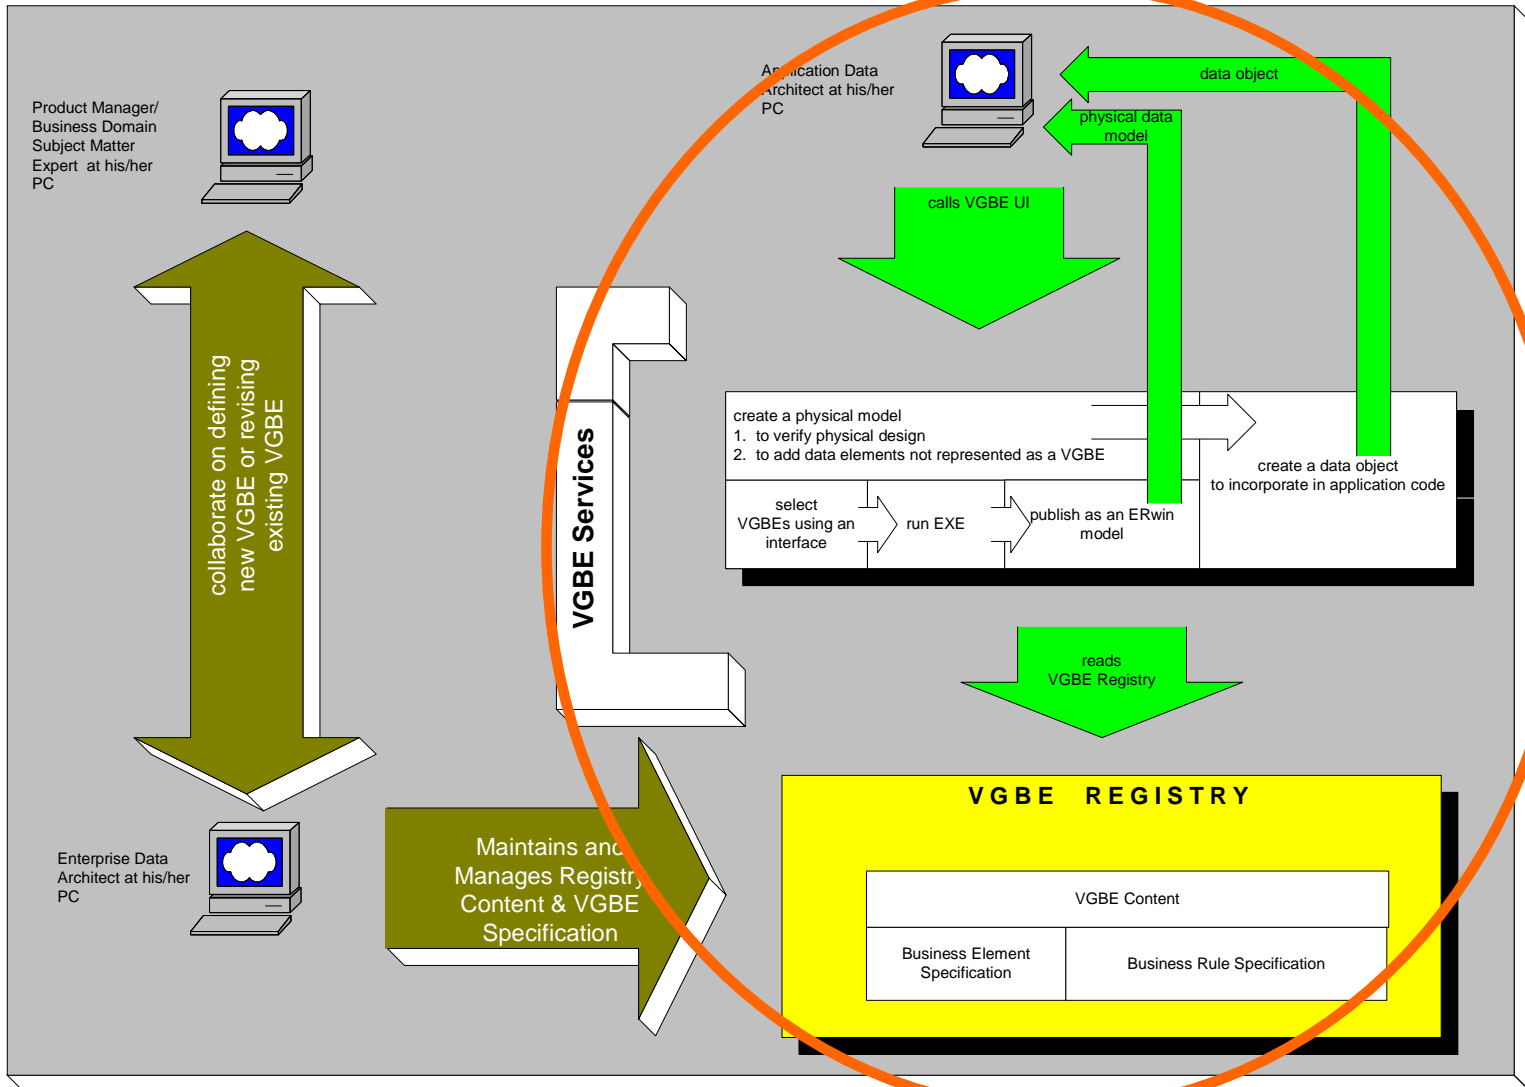 Product Manager/
Business Domain
Subject Matter
Expert at his/her
PC
Application Data
Architect at his/her
PC
data object
physical data
model
calls VGBE UI
collaborate on defining
new VGBE or revising
existing VGBE
VGBE Services
create a physical model
1. to verify physical design
2. to add data elements not represented as a VGBE
select
VGBEs using an
interface
run EXE
publish as an ERwin
model
create a data object
to incorporate in application code
reads
VGBE Registry
Enterprise Data
Architect at his/her
PC
Maintains and
Manages Registry
Content & VGBE
Specification
VGBE REGISTRY
VGBE Content
Business Element
Specification
Business Rule Specification